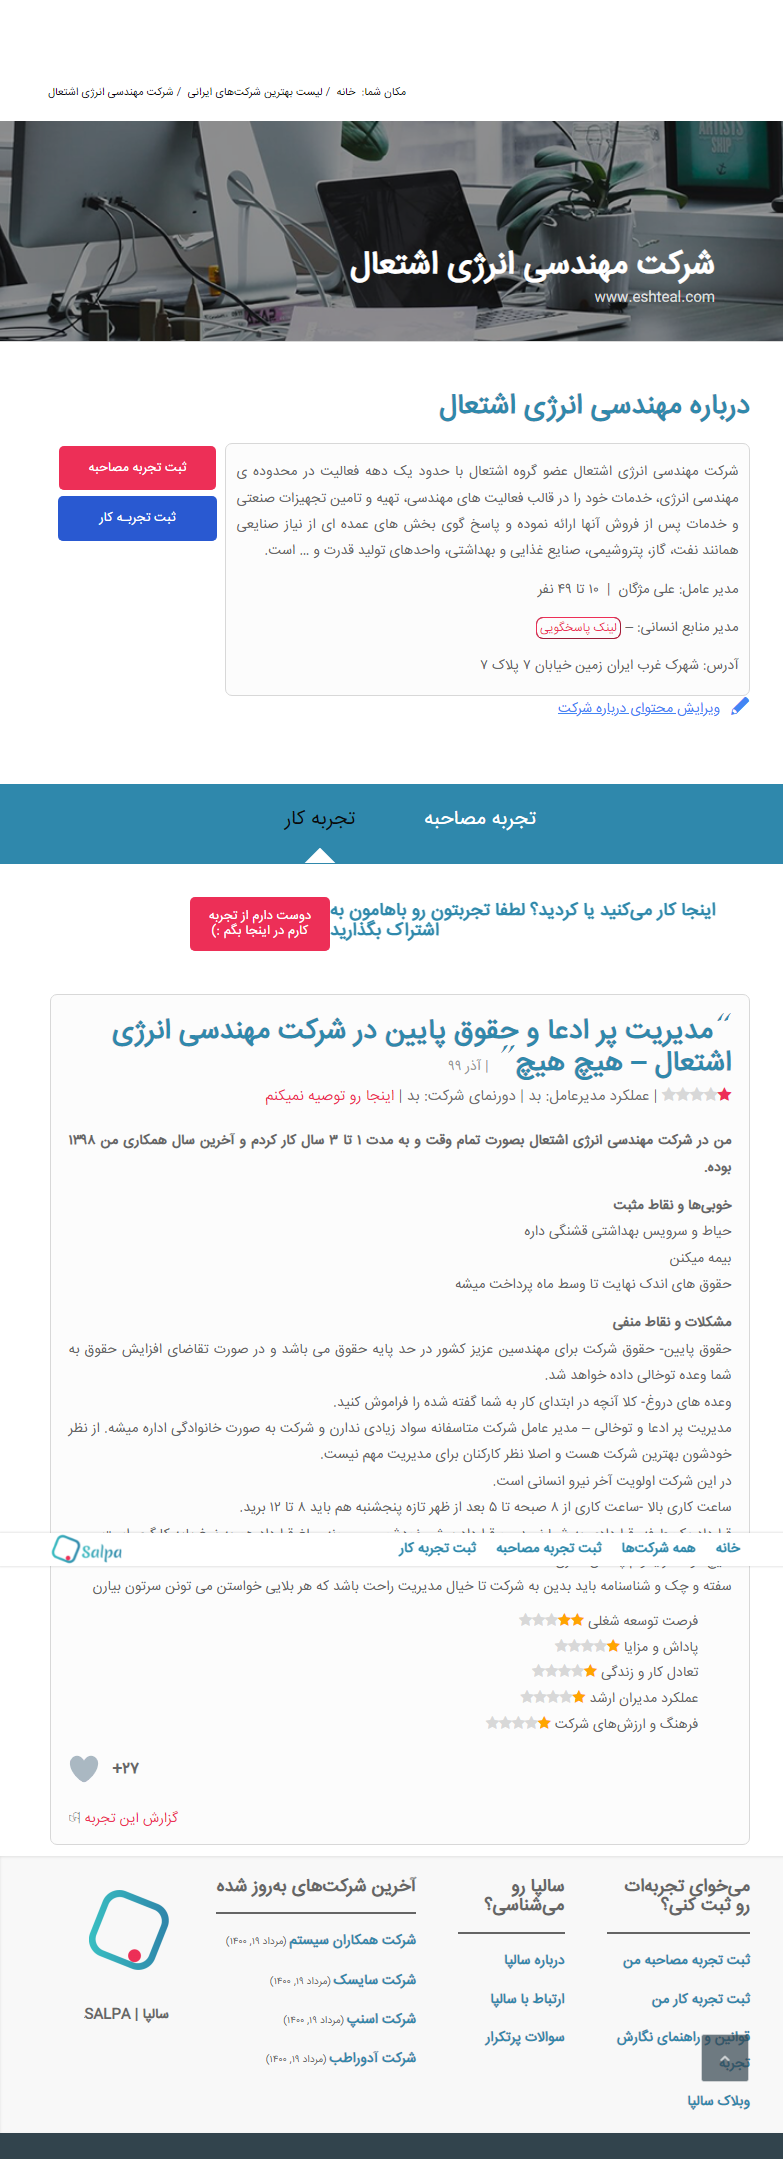 مکان شما: خانه / لیست بهترین شرکت‌های ایرانی / شرکت مهندسی انرژی اشتعال
ARTISTS
SHIP
شرکت مهندسی انرژی اشتعال
www.eshteal.com
درباره مهندسی انرژی اشتعال
ثبت تجربه مصاحبه
ثبت تجربـه کار
شرکت مهندسی انرژی اشتعال عضو گروه اشتعال با حدود یک دهه فعالیت در محدوده ی
مهندسی انرژی، خدمات خود را در قالب فعالیت های مهندسی، تهیه و تامین تجهیزات صنعتی
و خدمات پس از فروش آنها ارائه نموده و پاسخ گوی بخش های عمده ای از نیاز صنایعی
همانند نفت، گاز، پتروشیمی، صنایع غذایی و بهداشتی، واحدهای تولید قدرت و ... است.
مدیر عامل: علی مژگان | ۱۰ تا ۴۹ نفر
مدیر منابع انسانی: – لینک پاسخگویی
آدرس: شهرک غرب ایران زمین خیابان ۷ پلاک ۷
ویرایش محتوای درباره شرکت
تجربه مصاحبه
تجربه کار
اینجا کار می‌کنید یا کردید؟ لطفا تجربتون رو باهامون به
اشتراک بگذارید
دوست دارم از تجربه
کارم در اینجا بگم :)
“مدیریت پر ادعا و حقوق پایین در شرکت مهندسی انرژی
اشتعال – هیچ هیچ” | آذر ۹۹
| عملکرد مدیرعامل: بد | دورنمای شرکت: بد | اینجا رو توصیه نمیکنم
من در شرکت مهندسی انرژی اشتعال بصورت تمام وقت و به مدت ۱ تا ۳ سال کار کردم و آخرین سال همکاری من ۱۳۹۸
بوده.
خوبی‌ها و نقاط مثبت
حیاط و سرویس بهداشتی قشنگی داره
بیمه میکنن
حقوق های اندک نهایت تا وسط ماه پرداخت میشه
مشکلات و نقاط منفی
حقوق پایین- حقوق شرکت برای مهندسین عزیز کشور در حد پایه حقوق می باشد و در صورت تقاضای افزایش حقوق به
شما وعده توخالی داده خواهد شد.
وعده های دروغ- کلا آنچه در ابتدای کار به شما گفته شده را فراموش کنید.
مدیریت پر ادعا و توخالی – مدیر عامل شرکت متاسفانه سواد زیادی ندارن و شرکت به صورت خانوادگی اداره میشه. از نظر
خودشون بهترین شرکت هست و اصلا نظر کارکنان برای مدیریت مهم نیست.
در این شرکت اولویت آخر نیرو انسانی است.
ساعت کاری بالا -ساعت کاری از ۸ صبحه تا ۵ بعد از ظهر تازه پنجشنبه هم باید ۸ تا ۱۲ برید.
خانه
همه شرکت‌ها
ثبت تجربه مصاحبه
ثبت تجربه کار
Salpa
سفته و چک و شناسنامه باید بدین به شرکت تا خیال مدیریت راحت باشد که هر بلایی خواستن می تونن سرتون بیارن
فرصت توسعه شغلی
پاداش و مزایا
تعادل کار و زندگی
عملکرد مدیران ارشد
فرهنگ و ارزش‌های شرکت
+۲۷
گزارش این تجربه
می‌خوای تجربه‌ات
رو ثبت کنی؟
ثبت تجربه مصاحبه من
ثبت تجربه کار من
قوانین و راهنمای نگارش
تجربه
وبلاک سالپا
سالپا رو
می‌شناسی؟
درباره سالپا
ارتباط با سالپا
سوالات پرتکرار
آخرین شرکت‌های به‌روز شده
شرکت همکاران سیستم (مرداد ۱۹, ۱۴۰۰)
شرکت سایسک (مرداد ۱۹, ۱۴۰۰)
شرکت اسنپ (مرداد ۱۹, ۱۴۰۰)
شرکت آدوراطب (مرداد ۱۹, ۱۴۰۰)
سالپا | SALPA